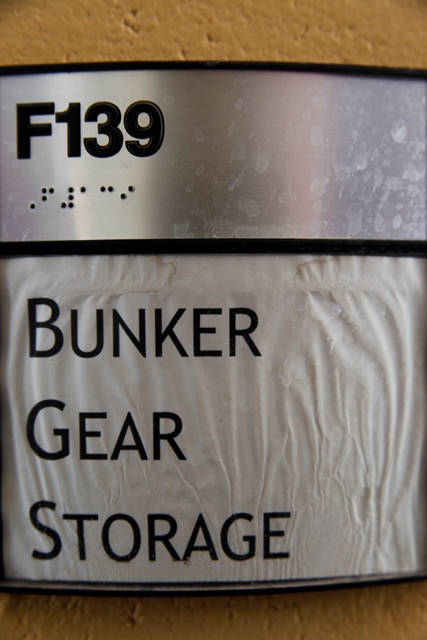 F139
Bunker
Gear
Storage